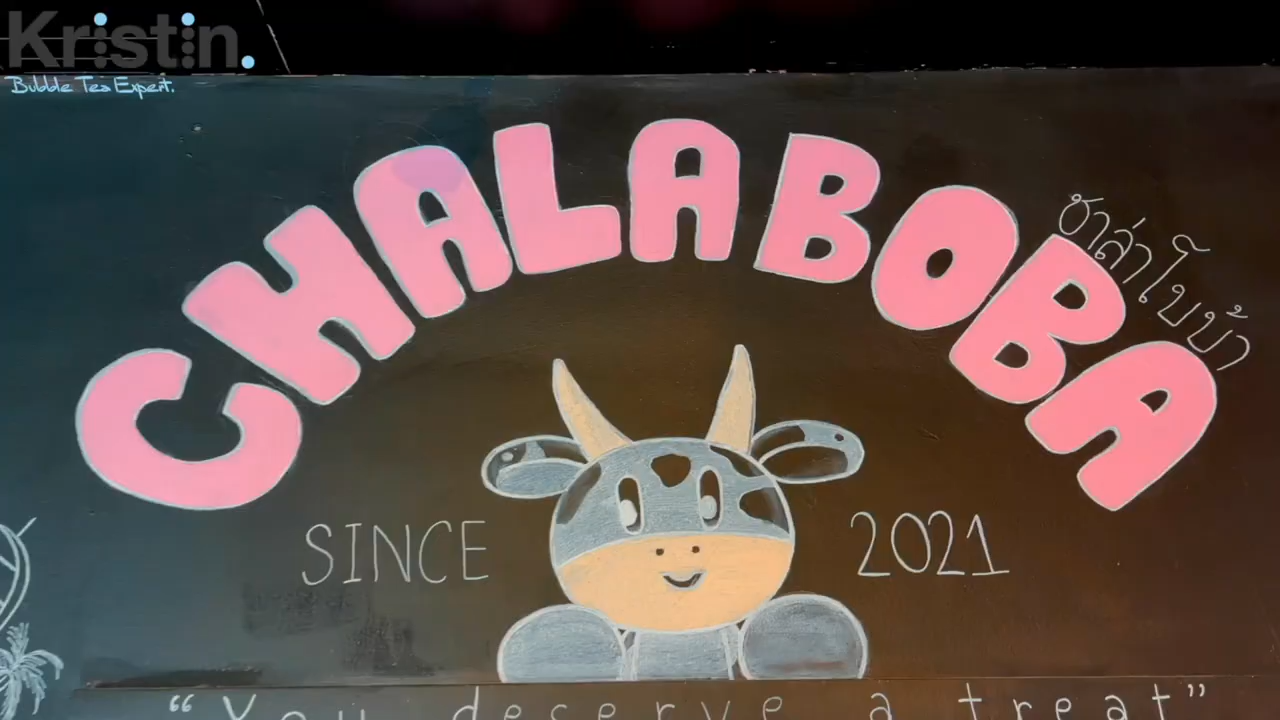 Kristin.
Bubble Tea Expert.
CHALABOBA
ชาล่าโบบ้า
SINCE 2021
“You deserve a treat”